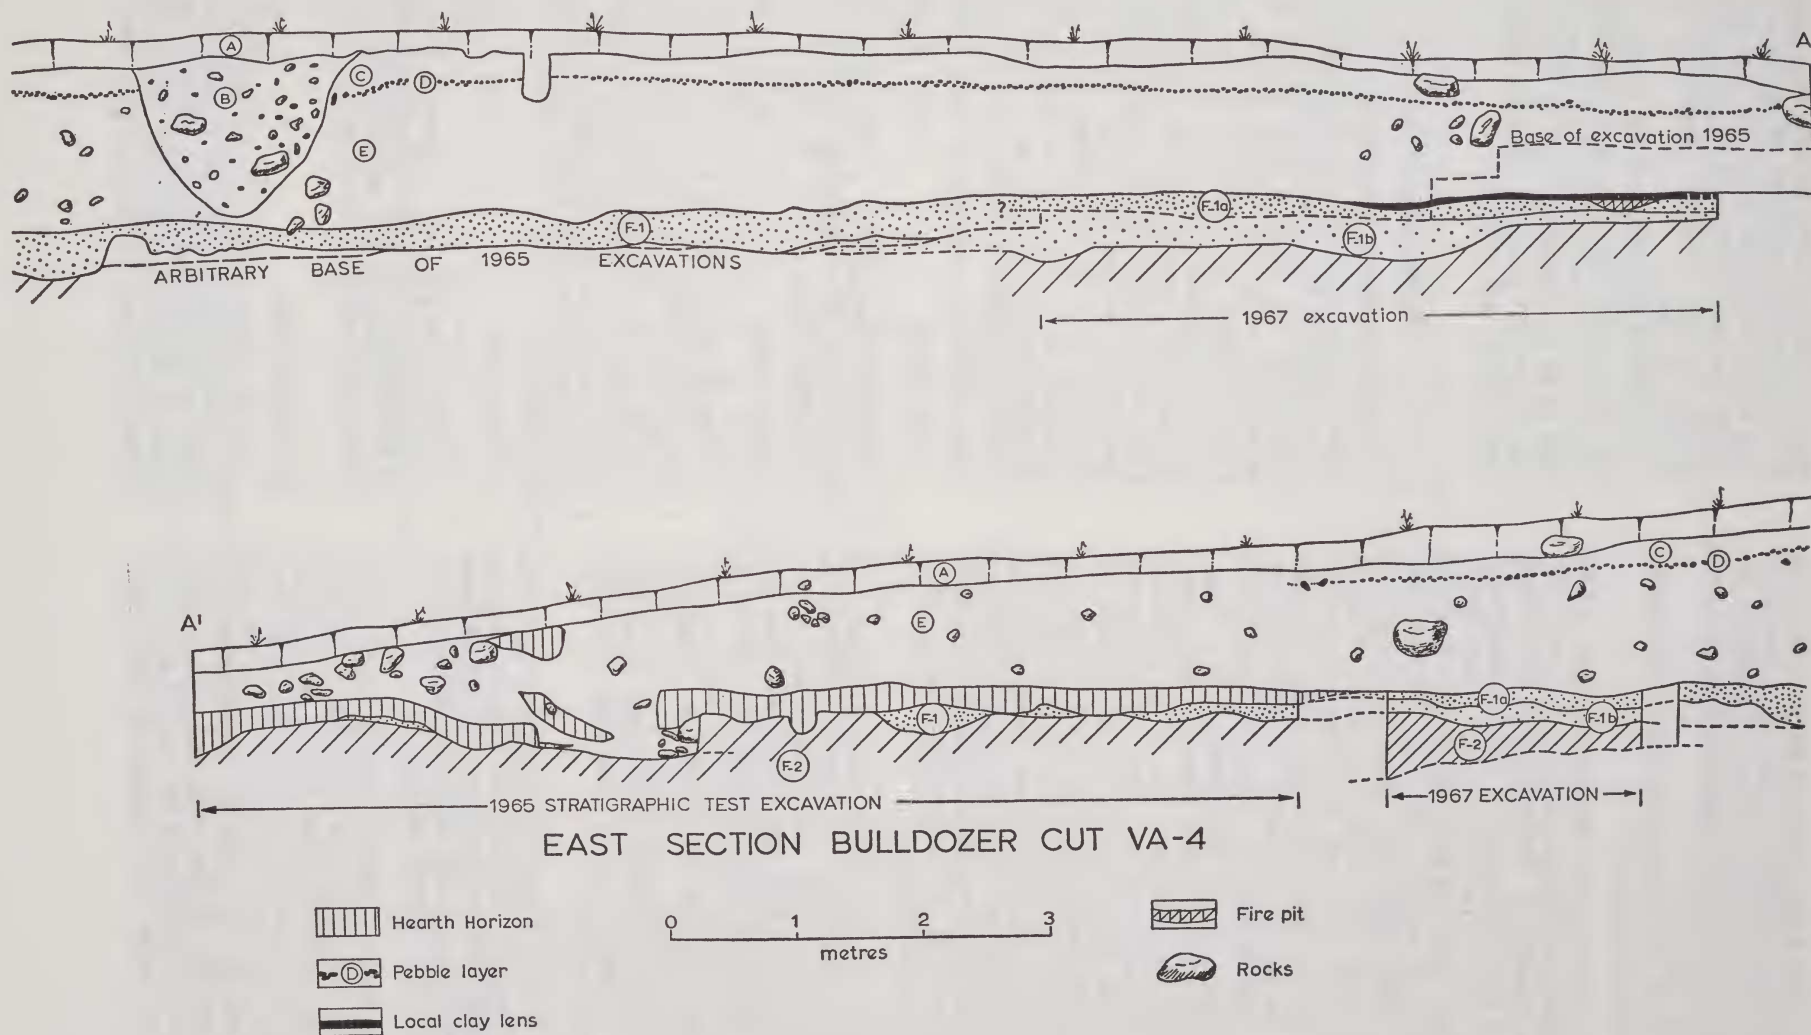 A
A
B
C
D
E
Base of excavation 1965
F-1
?
F-1a
F-1b
ARBITRARY BASE OF 1965 EXCAVATIONS
1967 excavation
A'
A
C
D
E
F-1
F-2
F-1a
F-1b
F-2
1965 STRATIGRAPHIC TEST EXCAVATION
1967 EXCAVATION
EAST SECTION BULLDOZER CUT VA-4
Hearth Horizon
0 1 2 3
metres
Fire pit
D Pebble layer
Rocks
Local clay lens